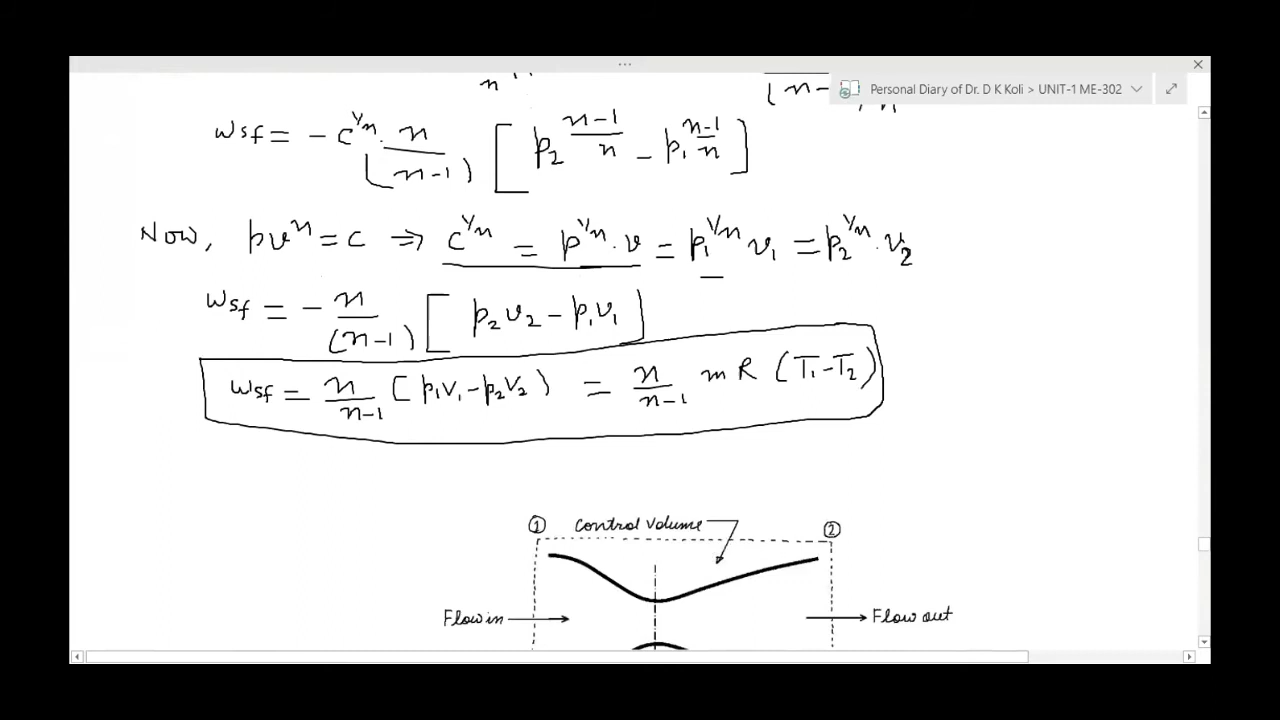 Personal Diary of Dr. D K Koli > UNIT-1 ME-302
Wsf = - c^1/n · n/(n-1) [ p2^(n-1)/n - p1^(n-1)/n ]
Now, pv^n = c ⇒ c^1/n = p^1/n · v = p1^1/n v1 = p2^1/n · v2
Wsf = - n/(n-1) [ p2v2 - p1v1 ]
Wsf = n/n-1 [ p1v1 - p2v2 ) = n/n-1 mR (T1-T2)
① Control Volume ②
Flow in
Flow out